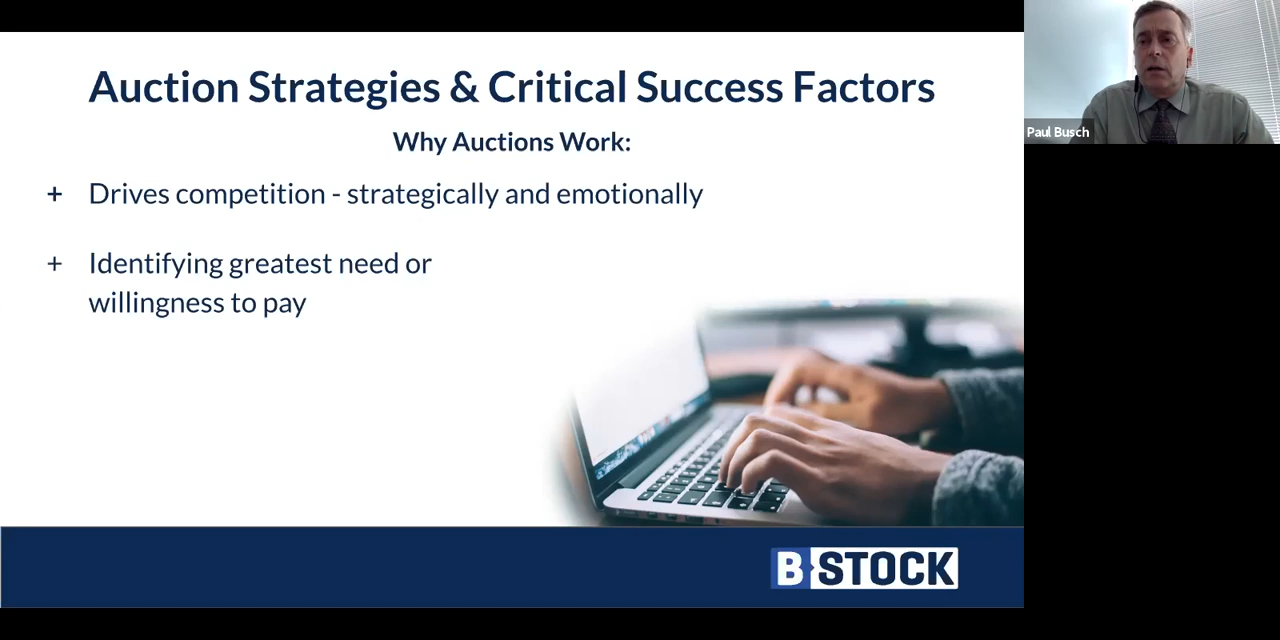 Auction Strategies & Critical Success Factors
Why Auctions Work:
+ Drives competition - strategically and emotionally
+ Identifying greatest need or
willingness to pay
B STOCK
Paul Busch